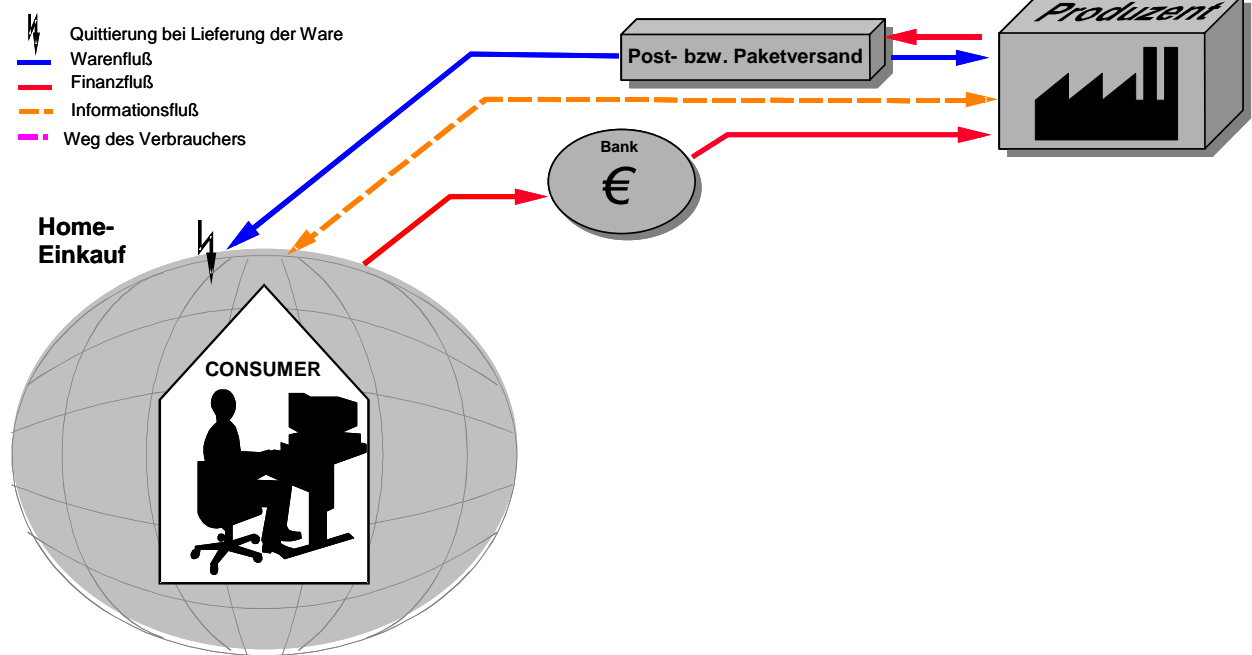 Quittierung bei Lieferung der Ware
Warenfluß
Finanzfluß
Informationsfluß
Weg des Verbrauchers
Post- bzw. Paketversand
Produzent
Bank
€
Home-
Einkauf
CONSUMER